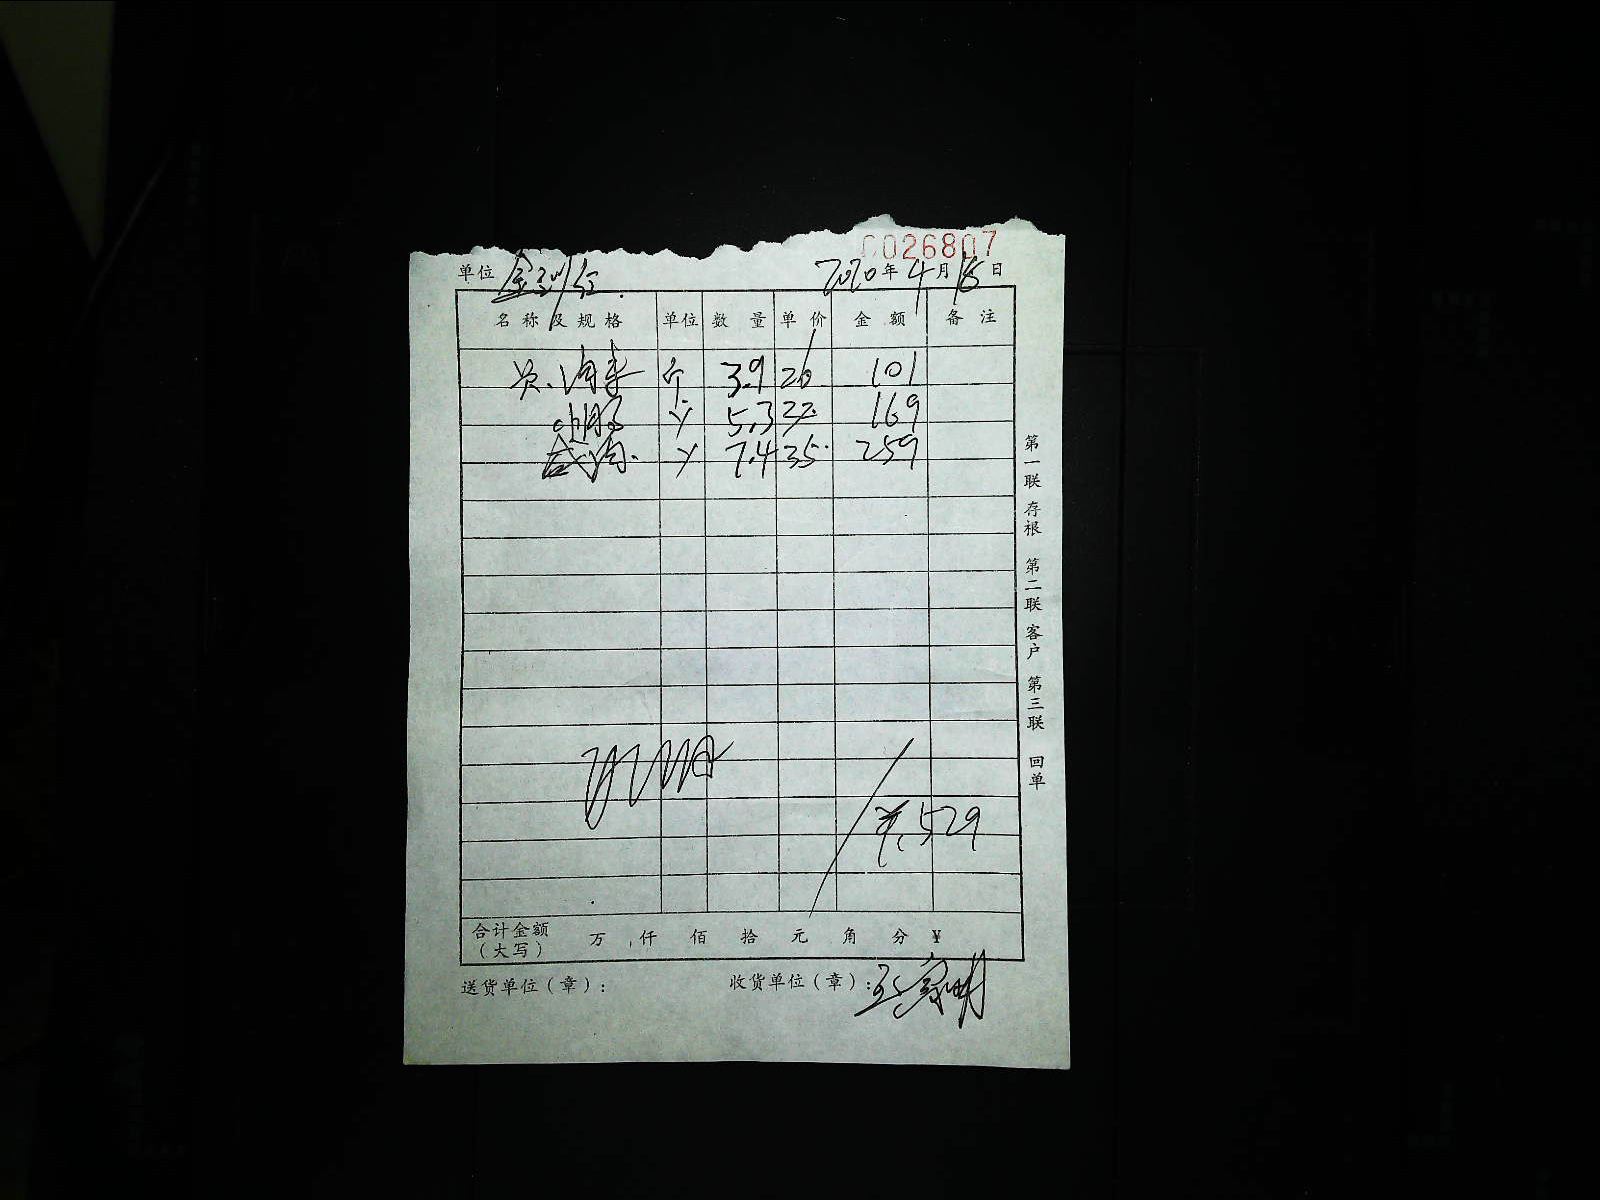 0026807
单位 2020年4月18日
名称及规格 单位 数量 单价 金额 备注
个 3.9 26 101
5.3 32 169
7.4 35 259
¥529
合计金额（大写） 万 仟 佰 拾 元 角 分 ¥
送货单位（章）： 收货单位（章）：
第一联 存根 第二联 客户 第三联 回单